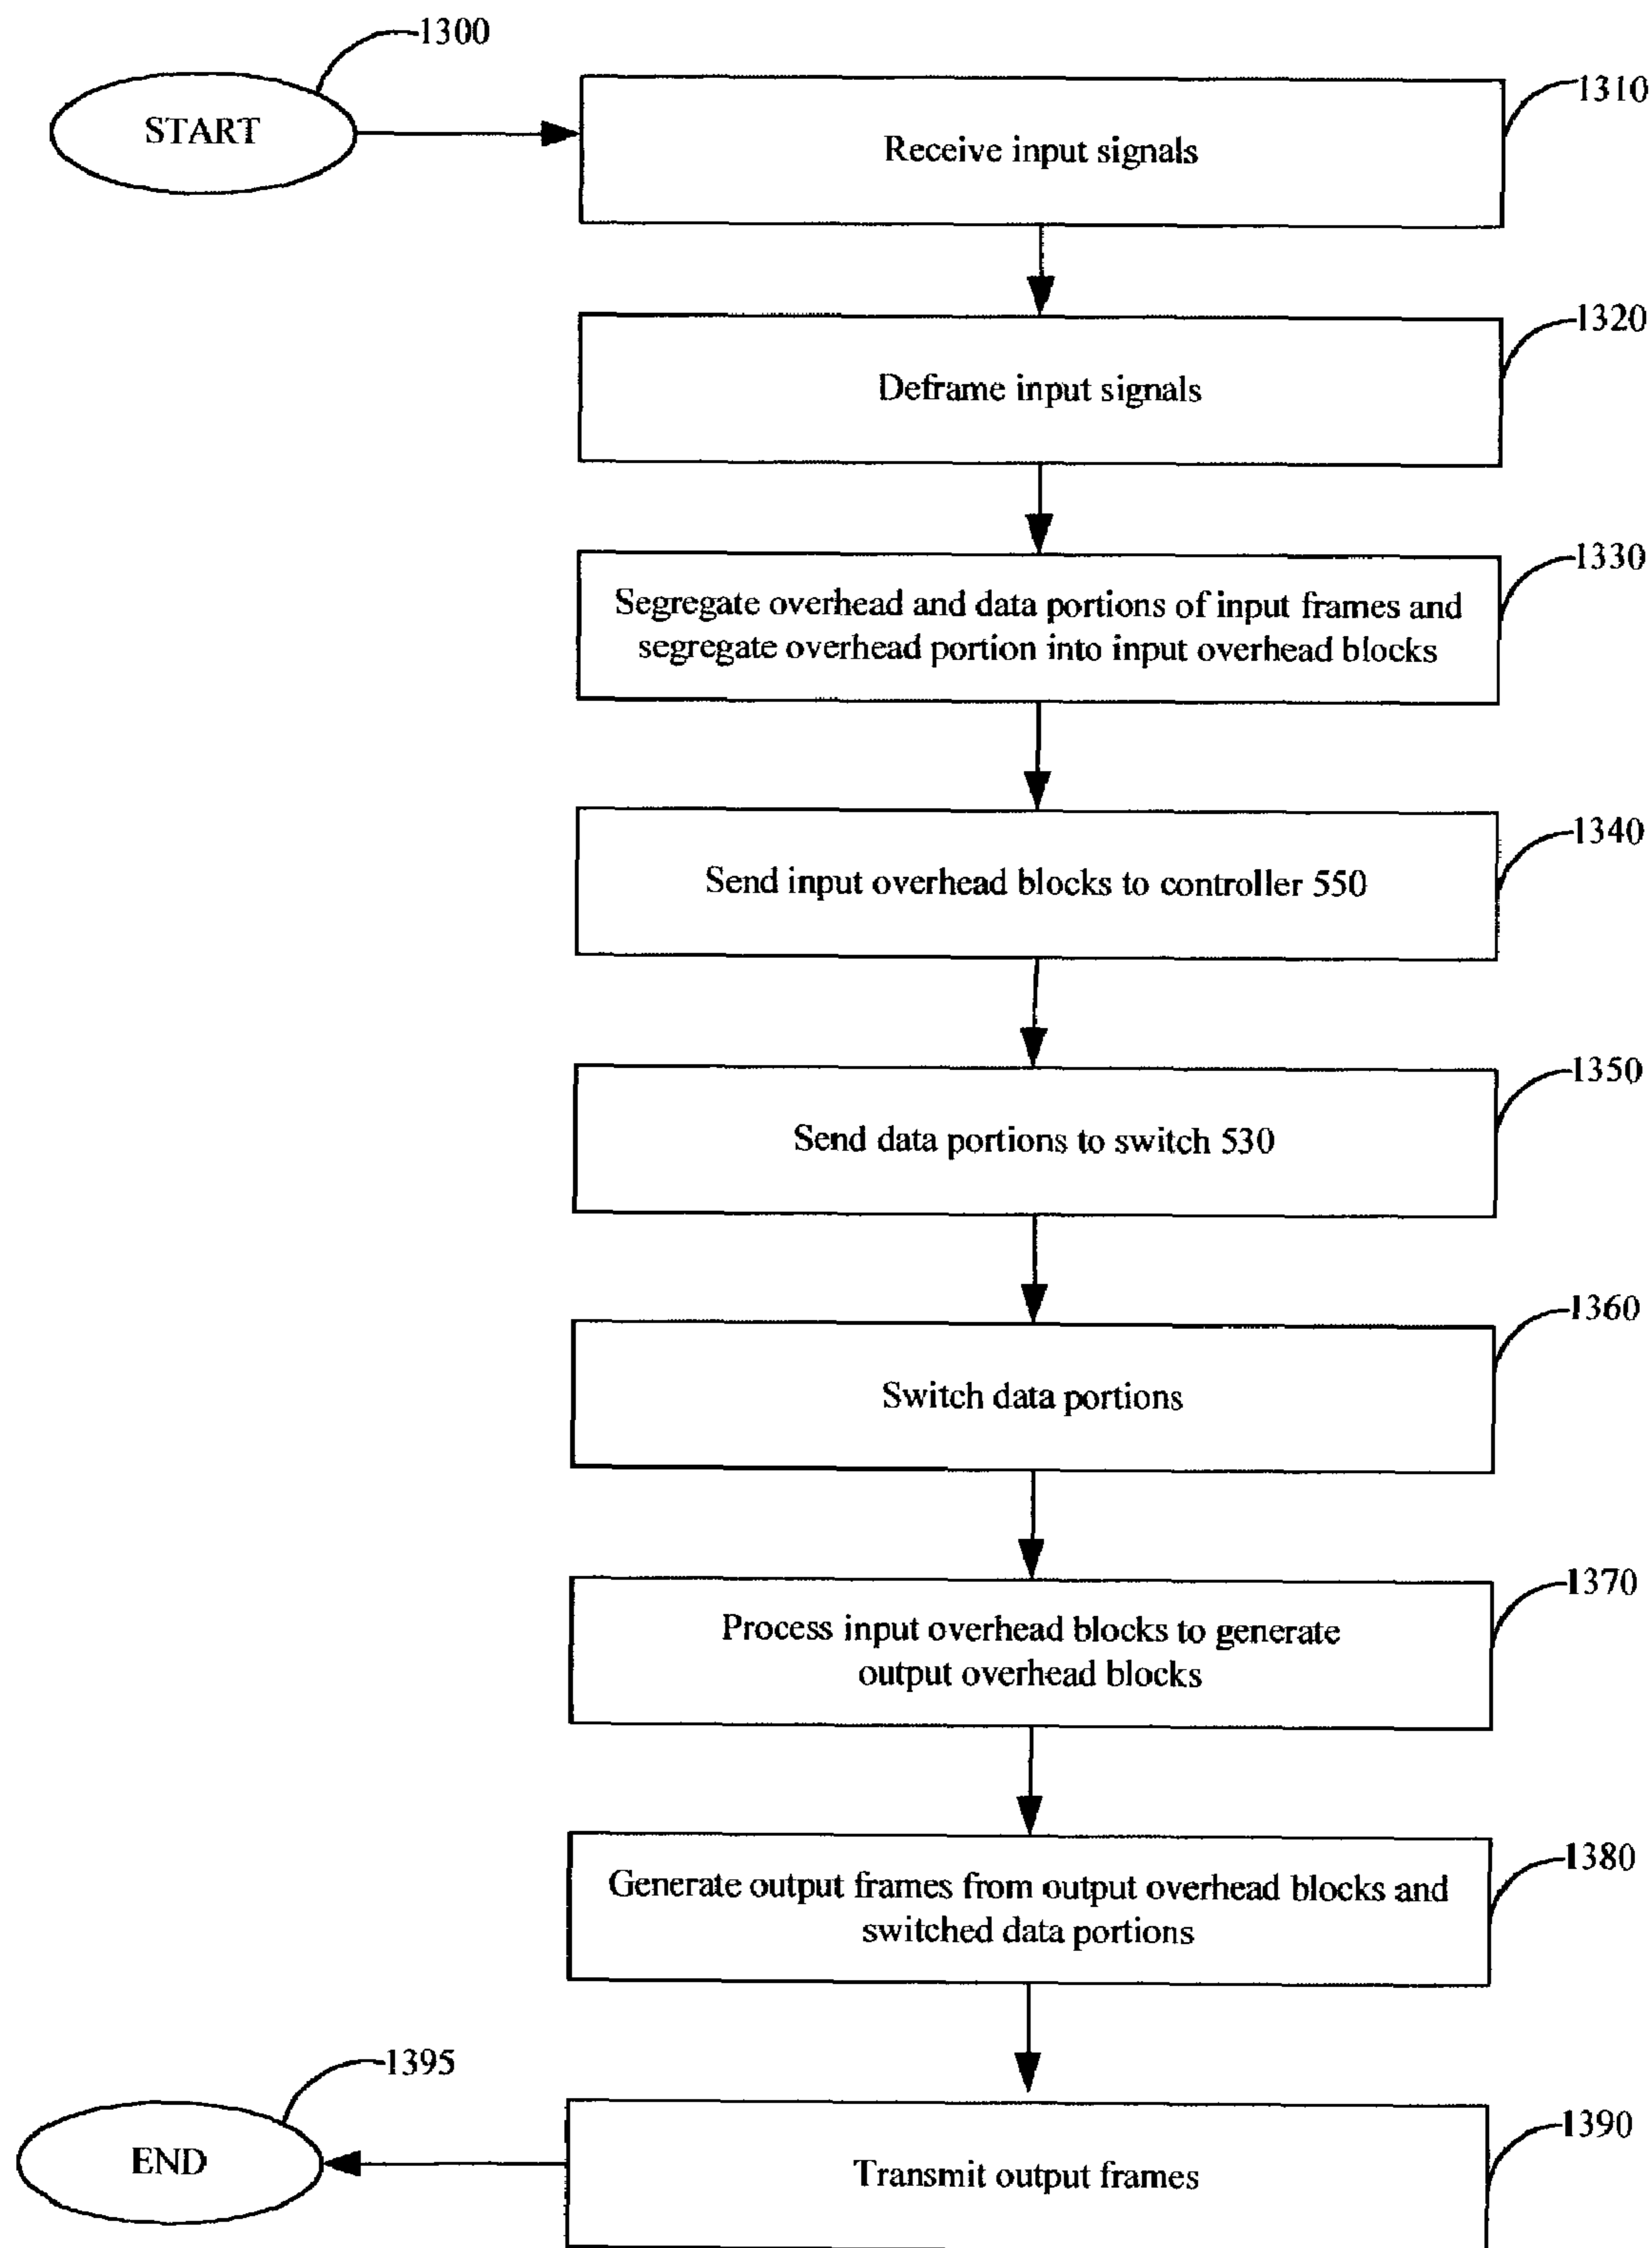 1300
START
1310
Receive input signals
1320
Deframe input signals
1330
Segregate overhead and data portions of input frames and
segregate overhead portion into input overhead blocks
1340
Send input overhead blocks to controller 550
1350
Send data portions to switch 530
1360
Switch data portions
1370
Process input overhead blocks to generate
output overhead blocks
1380
Generate output frames from output overhead blocks and
switched data portions
1395
END
1390
Transmit output frames